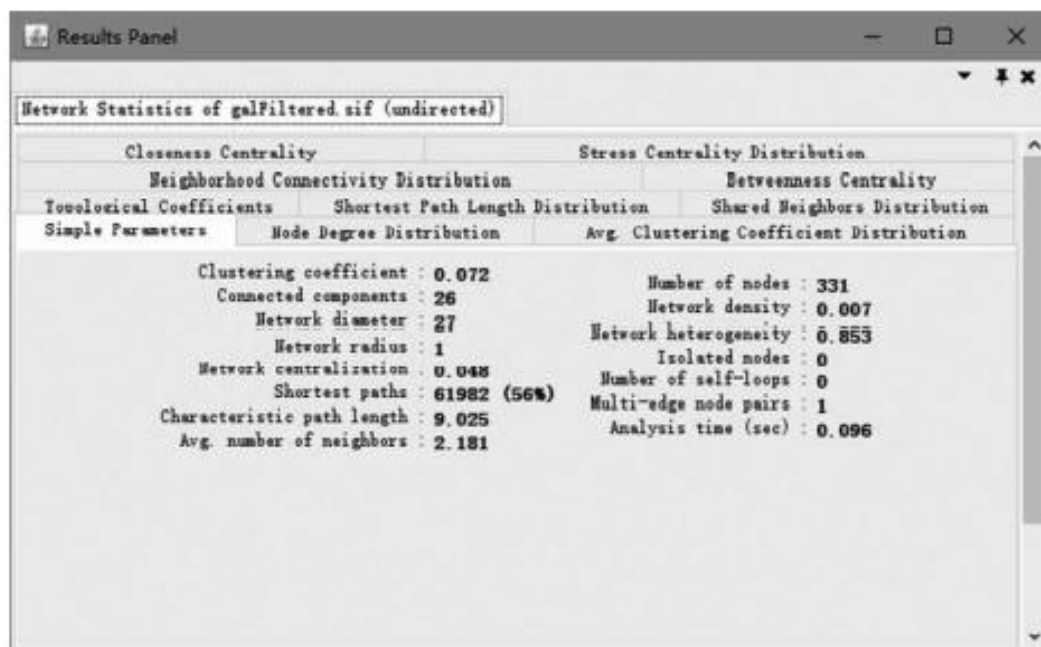 Results Panel
Network Statistics of galFiltered.sif (undirected)
Closeness Centrality Stress Centrality Distribution
Neighborhood Connectivity Distribution Betweenness Centrality
Topological Coefficients Shortest Path Length Distribution Shared Neighbors Distribution
Simple Parameters Node Degree Distribution Avg. Clustering Coefficient Distribution
Clustering coefficient : 0.072
Connected components : 26
Network diameter : 27
Network radius : 1
Network centralization : 0.048
Shortest paths : 61982 (56%)
Characteristic path length : 9.025
Avg. number of neighbors : 2.181
Number of nodes : 331
Network density : 0.007
Network heterogeneity : 0.853
Isolated nodes : 0
Number of self-loops : 0
Multi-edge node pairs : 1
Analysis time (sec) : 0.096